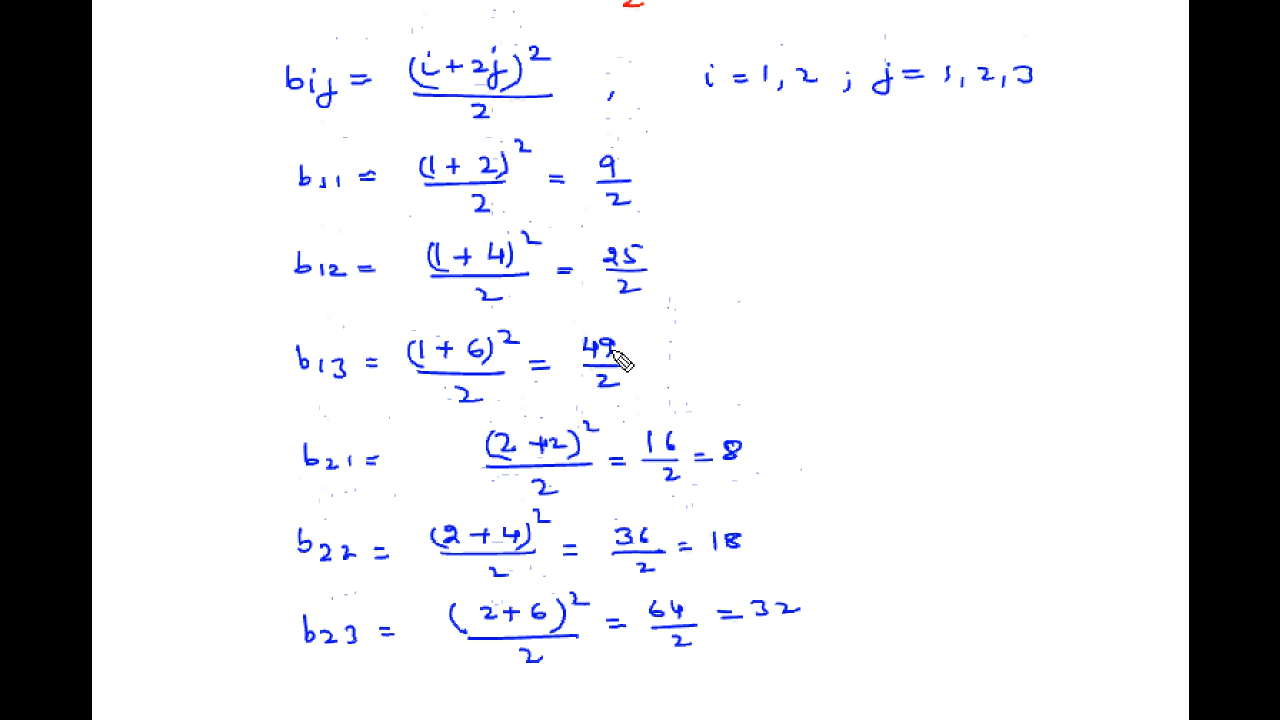 bij = (i+2j)²/2 , i = 1, 2 ; j = 1, 2, 3
b11 = (1+2)²/2 = 9/2
b12 = (1+4)²/2 = 25/2
b13 = (1+6)²/2 = 49/2
b21 = (2+2)²/2 = 16/2 = 8
b22 = (2+4)²/2 = 36/2 = 18
b23 = (2+6)²/2 = 64/2 = 32